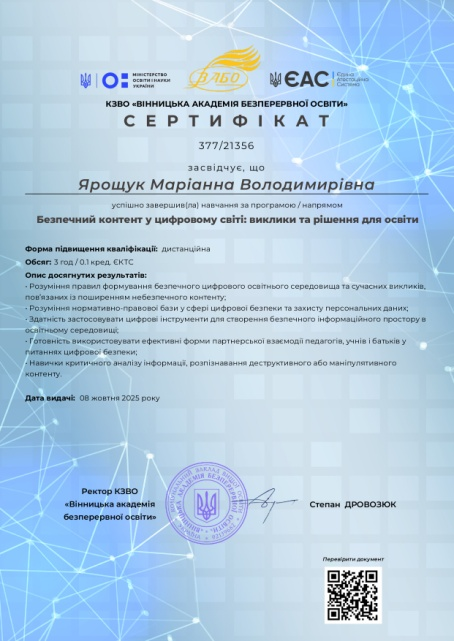 МІНІСТЕРСТВО
ОСВІТИ І НАУКИ
УКРАЇНИ
ВАБО
ЄАС
Єдина
Атестаційна
Система
КЗВО «ВІННИЦЬКА АКАДЕМІЯ БЕЗПЕРЕРВНОЇ ОСВІТИ»
СЕРТИФІКАТ
377/21356
засвідчує, що
Ярощук Маріанна Володимирівна
успішно завершив(ла) навчання за програмою / напрямом
Безпечний контент у цифровому світі: виклики та рішення для освіти
Форма підвищення кваліфікації: дистанційна
Обсяг: 3 год / 0.1 кред. ЄКТС
Опис досягнутих результатів:
• Розуміння правил формування безпечного цифрового освітнього середовища та сучасних викликів,
пов’язаних із поширенням небезпечного контенту;
• Розуміння нормативно-правової бази у сфері цифрової безпеки та захисту персональних даних;
• Здатність застосовувати цифрові інструменти для створення безпечного інформаційного простору в
освітньому середовищі;
• Готовність використовувати ефективні форми партнерської взаємодії педагогів, учнів і батьків у
питаннях цифрової безпеки;
• Навички критичного аналізу інформації, розпізнавання деструктивного або маніпулятивного
контенту.
Дата видачі: 08 жовтня 2025 року
Ректор КЗВО
«Вінницька академія
безперервної освіти»
Степан ДРОВОЗЮК
Перевірити документ